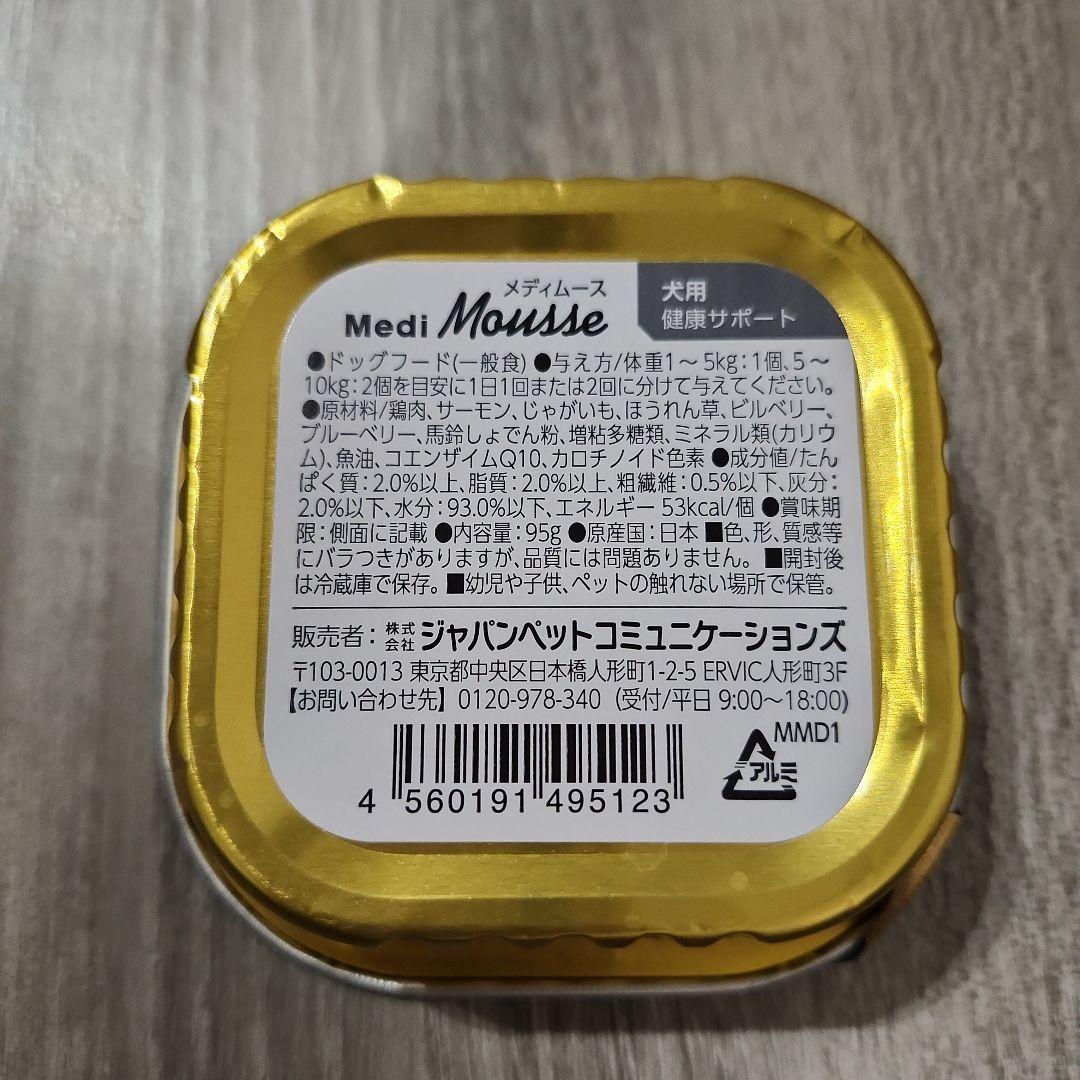 メディムース
Medi Mousse
犬用
健康サポート
●ドッグフード(一般食) ●与え方/体重1～5kg:1個、5～
10kg:2個を目安に1日1回または2回に分けて与えてください。
●原材料/鶏肉、サーモン、じゃがいも、ほうれん草、ビルベリー、
ブルーベリー、馬鈴しょでん粉、増粘多糖類、ミネラル類(カリウ
ム)、魚油、コエンザイムQ10、カロチノイド色素 ●成分値/たん
ぱく質:2.0%以上、脂質:2.0%以上、粗繊維:0.5%以下、灰分:
2.0%以下、水分:93.0%以下、エネルギー 53kcal/個 ●賞味期
限:側面に記載 ●内容量:95g ●原産国:日本 ■色、形、質感等
にバラつきがありますが、品質には問題ありません。 ■開封後
は冷蔵庫で保存。 ■幼児や子供、ペットの触れない場所で保管。
販売者:株式会社ジャパンペットコミュニケーションズ
〒103-0013 東京都中央区日本橋人形町1-2-5 ERVIC人形町3F
【お問い合わせ先】 0120-978-340 (受付/平日 9:00～18:00)
MMD1
アルミ
4 560191 495123